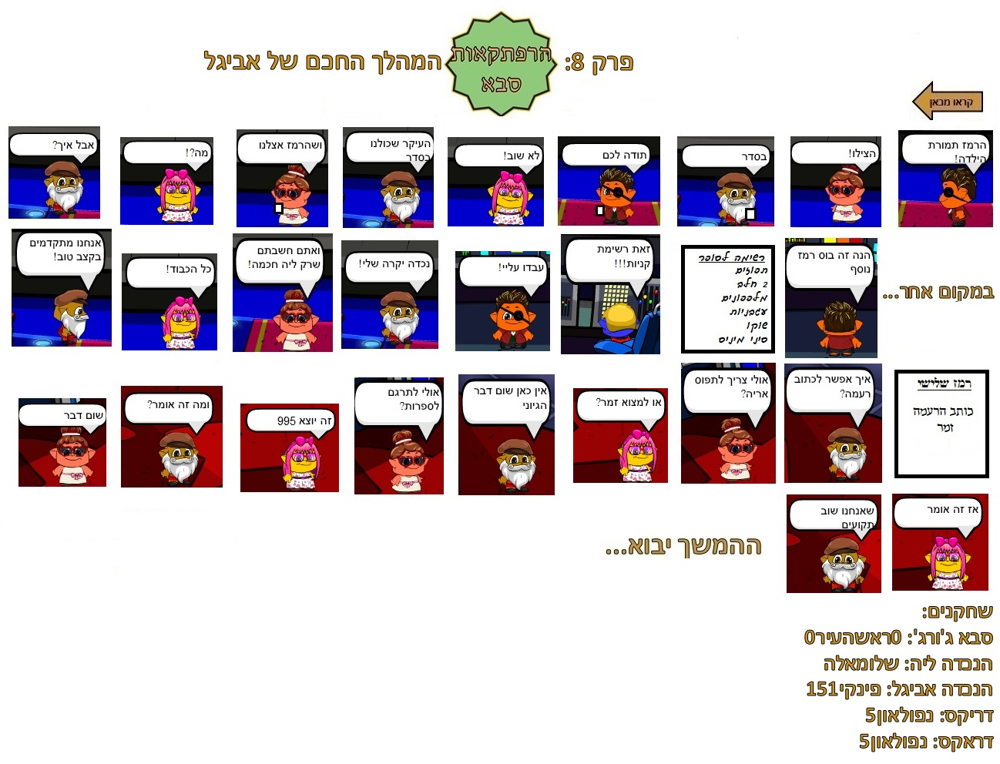 פרק 8:
הרפתקאות
סבא
המהלך החכם של אביגל
קראו מכאן
הרמז תמורת
הילדה!
הצילו!
בסדר
תודה לכם
לא שוב!
העיקר שכולנו
בסדר
ושהרמז אצלנו
מה?!
אבל איך?
במקום אחר...
הנה זה בוס רמז
נוסף
רשימה לסופר
תפוזים
2 חלב
מלפפונים
עגבניות
שוקו
סיני מיניס
זאת רשימת
קניות!!!
עבדו עליי!
נכדה יקרה שלי!
ואתם חשבתם
שרק ליה חכמה!
כל הכבוד!
אנחנו מתקדמים
בקצב טוב!
רמז שלישי
כותב הרעמה
זמר
איך אפשר לכתוב
רעמה?
אולי צריך לתפוס
אריה?
או למצוא זמר?
אין כאן שום דבר
הגיוני
אולי לתרגם
לספרות?
זה יוצא 995
ומה זה אומר?
שום דבר
אז זה אומר
שאנחנו שוב
תקועים
ההמשך יבוא...
שחקנים:
סבא ג'ורג': 0ראשהעיר0
הנכדה ליה: שלומאלה
הנכדה אביגל: פינקי151
דריקס: נפולאון5
דראקס: נפולאון5